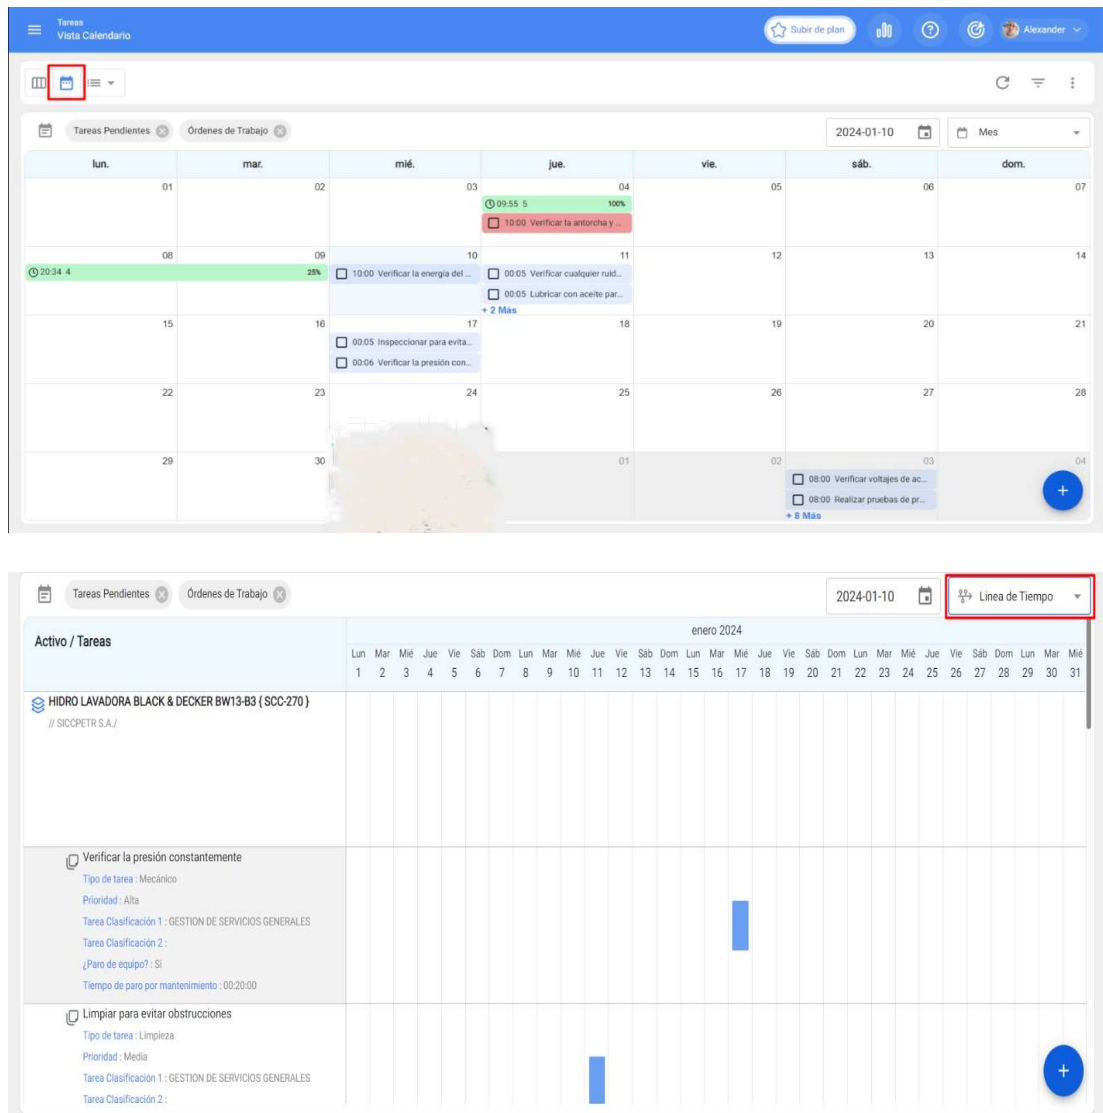 Tareas
Vista Calendario
Subir de plan
Alexander
Tareas Pendientes
Órdenes de Trabajo
2024-01-10
Mes
lun. mar. mié. jue. vie. sáb. dom.
01 02 03 04 05 06 07
09:55 5 100%
10:00 Verificar la antorcha y ...
08 09 10 11 12 13 14
20:34 4 25% 10:00 Verificar la energía del ... 00:05 Verificar cualquier ruid...
00:05 Lubricar con aceite par...
+ 2 Más
15 16 17 18 19 20 21
00:05 Inspeccionar para evita...
00:06 Verificar la presión con...
22 23 24 25 26 27 28
29 30 01 02 03 04
08:00 Verificar voltajes de ac...
08:00 Realizar pruebas de pr...
+ 8 Más
+
Tareas Pendientes
Órdenes de Trabajo
2024-01-10
Linea de Tiempo
Activo / Tareas
enero 2024
Lun Mar Mié Jue Vie Sáb Dom Lun Mar Mié Jue Vie Sáb Dom Lun Mar Mié Jue Vie Sáb Dom Lun Mar Mié Jue Vie Sáb Dom Lun Mar Mié
1 2 3 4 5 6 7 8 9 10 11 12 13 14 15 16 17 18 19 20 21 22 23 24 25 26 27 28 29 30 31
HIDRO LAVADORA BLACK & DECKER BW13-B3 { SCC-270 }
// SICCPETR S.A./
Verificar la presión constantemente
Tipo de tarea : Mecánico
Prioridad : Alta
Tarea Clasificación 1 : GESTION DE SERVICIOS GENERALES
Tarea Clasificación 2 :
¿Paro de equipo? : Si
Tiempo de paro por mantenimiento : 00:20:00
Limpiar para evitar obstrucciones
Tipo de tarea : Limpieza
Prioridad : Media
Tarea Clasificación 1 : GESTION DE SERVICIOS GENERALES
Tarea Clasificación 2 :
+